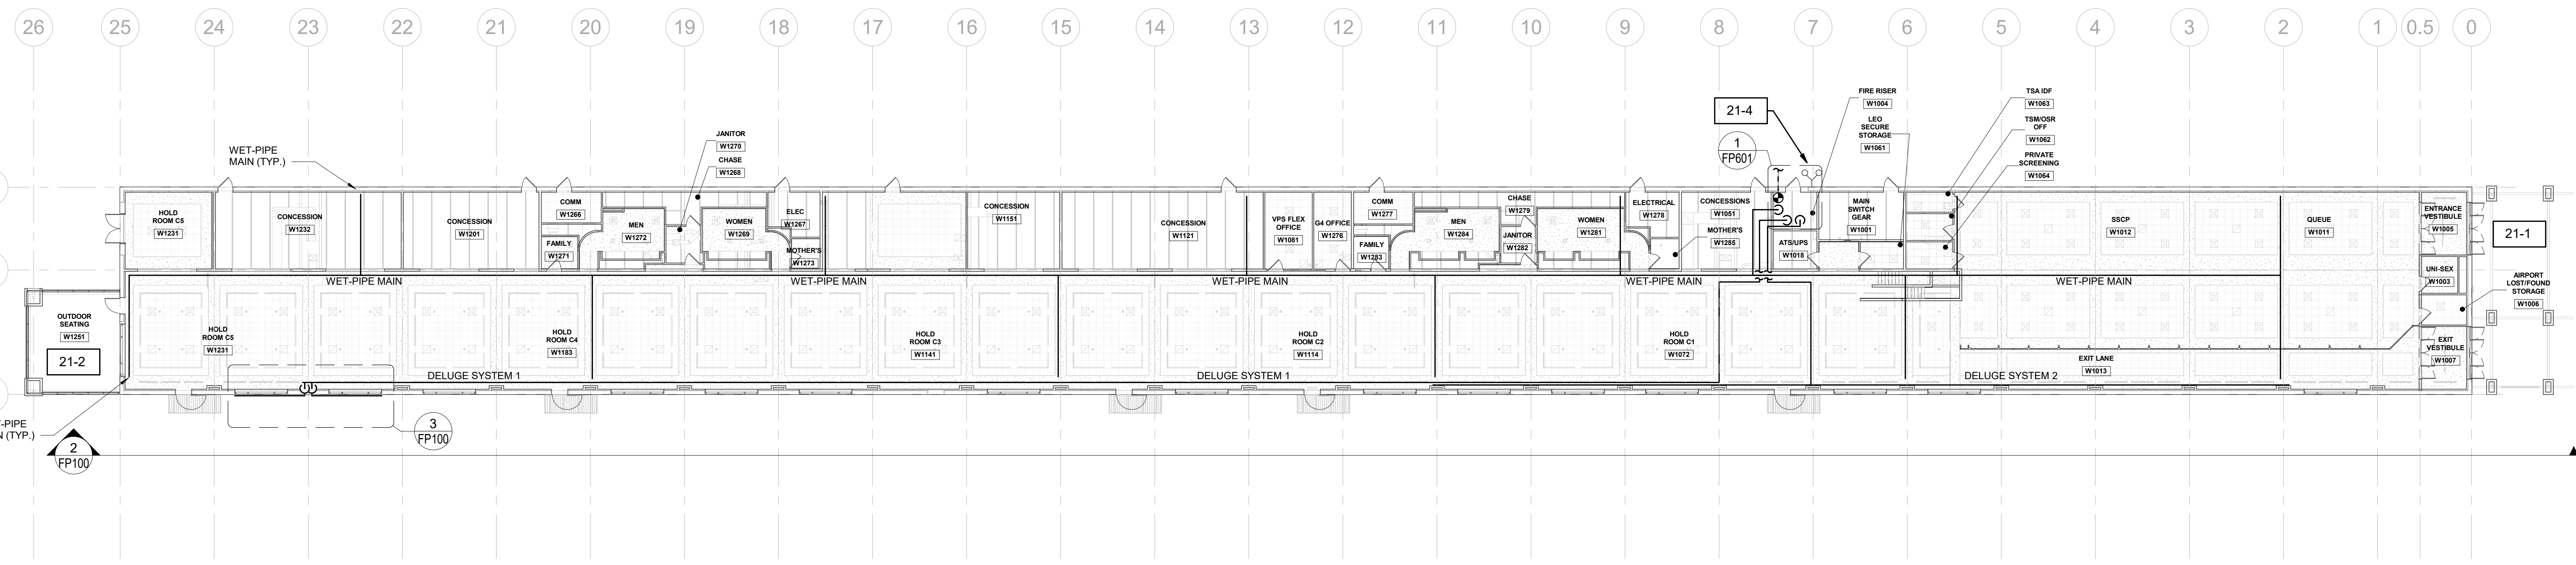 26 25 24 23 22 21 20 19 18 17 16 15 14 13 12 11 10 9 8 7 6 5 4 3 2 1 0.5 0
FIRE RISER
W1004
TSA IDF
W1063
21-4
LEO
SECURE
STORAGE
W1061
TSM/OSR
OFF
W1062
JANITOR
W1270
WET-PIPE
MAIN (TYP.)
1
FP601
PRIVATE
SCREENING
W1064
CHASE
W1268
HOLD
ROOM C5
W1231
CONCESSION
W1232
CONCESSION
W1201
COMM
W1266
FAMILY
W1271
MEN
W1272
WOMEN
W1269
ELEC
W1267
MOTHER'S
W1273
CONCESSION
W1151
CONCESSION
W1121
VPS FLEX
OFFICE
W1081
G4 OFFICE
W1276
COMM
W1277
FAMILY
W1283
MEN
W1284
CHASE
W1279
JANITOR
W1282
WOMEN
W1281
ELECTRICAL
W1278
CONCESSIONS
W1051
MOTHER'S
W1285
ATS/UPS
W1018
MAIN
SWITCH
GEAR
W1001
SSCP
W1012
QUEUE
W1011
ENTRANCE
VESTIBULE
W1005
21-1
UNI-SEX
W1003
AIRPORT
LOST/FOUND
STORAGE
W1006
WET-PIPE MAIN
WET-PIPE MAIN
WET-PIPE MAIN
WET-PIPE MAIN
WET-PIPE MAIN
OUTDOOR
SEATING
W1251
21-2
HOLD
ROOM C5
W1231
HOLD
ROOM C4
W1183
HOLD
ROOM C3
W1141
HOLD
ROOM C2
W1114
HOLD
ROOM C1
W1072
EXIT LANE
W1013
EXIT
VESTIBULE
W1007
DELUGE SYSTEM 1
DELUGE SYSTEM 1
DELUGE SYSTEM 2
T-PIPE
N (TYP.)
2
FP100
3
FP100